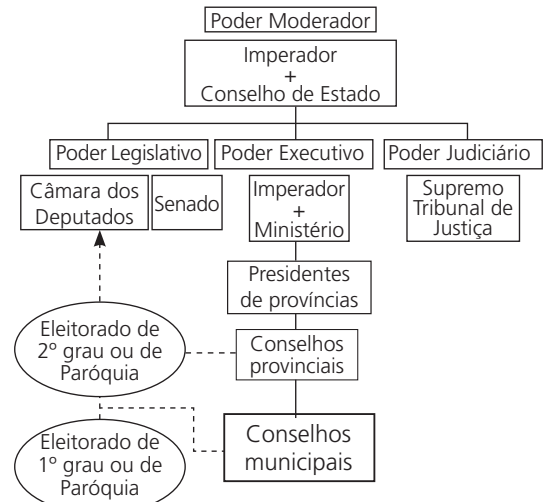 Poder Moderador
Imperador
+
Conselho de Estado
Poder Legislativo
Poder Executivo
Poder Judiciário
Câmara dos
Deputados
Senado
Imperador
+
Ministério
Supremo
Tribunal de
Justiça
Presidentes
de províncias
Eleitorado de
2º grau ou de
Paróquia
Conselhos
provinciais
Eleitorado de
1º grau ou de
Paróquia
Conselhos
municipais